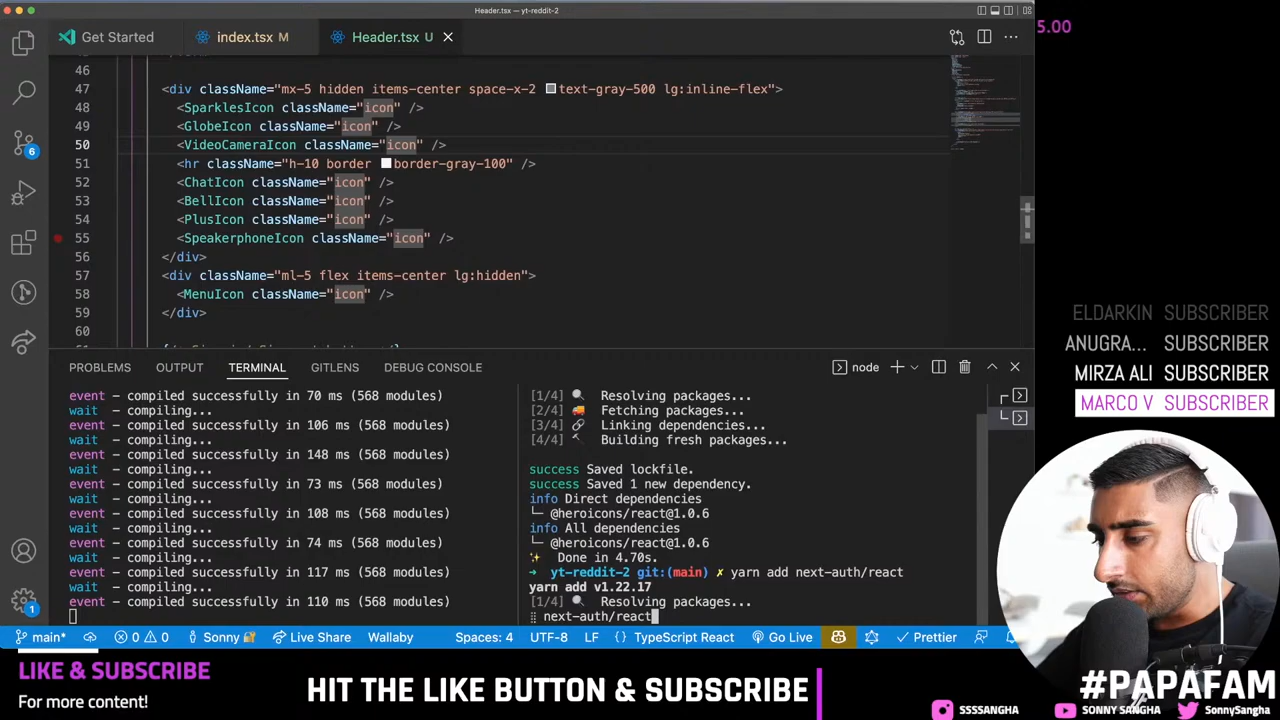 Header.tsx — yt-reddit-2
5.00
Get Started
index.tsx M
Header.tsx U
46
47 <div className="mx-5 hidden items-center space-x-2 text-gray-500 lg:inline-flex">
48 <SparklesIcon className="icon" />
49 <GlobeIcon className="icon" />
50 <VideoCameraIcon className="icon" />
51 <hr className="h-10 border border-gray-100" />
52 <ChatIcon className="icon" />
53 <BellIcon className="icon" />
54 <PlusIcon className="icon" />
55 <SpeakerphoneIcon className="icon" />
56 </div>
57 <div className="ml-5 flex items-center lg:hidden">
58 <MenuIcon className="icon" />
59 </div>
60
6
1
PROBLEMS OUTPUT TERMINAL GITLENS DEBUG CONSOLE
node
event - compiled successfully in 70 ms (568 modules)
wait - compiling...
event - compiled successfully in 106 ms (568 modules)
wait - compiling...
event - compiled successfully in 148 ms (568 modules)
wait - compiling...
event - compiled successfully in 73 ms (568 modules)
wait - compiling...
event - compiled successfully in 108 ms (568 modules)
wait - compiling...
event - compiled successfully in 74 ms (568 modules)
wait - compiling...
event - compiled successfully in 117 ms (568 modules)
wait - compiling...
event - compiled successfully in 110 ms (568 modules)
[1/4] Resolving packages...
[2/4] Fetching packages...
[3/4] Linking dependencies...
[4/4] Building fresh packages...
success Saved lockfile.
success Saved 1 new dependency.
info Direct dependencies
└─ @heroicons/react@1.0.6
info All dependencies
└─ @heroicons/react@1.0.6
Done in 4.70s.
→ yt-reddit-2 git:(main) ✗ yarn add next-auth/react
yarn add v1.22.17
[1/4] Resolving packages...
next-auth/react
main* 0 0 Sonny Live Share Wallaby Spaces: 4 UTF-8 LF {} TypeScript React Go Live Prettier
ELDARKIN SUBSCRIBER
ANUGRA... SUBSCRIBER
MIRZA ALI SUBSCRIBER
MARCO V SUBSCRIBER
LIKE & SUBSCRIBE
For more content!
HIT THE LIKE BUTTON & SUBSCRIBE
#PAPAFAM
SSSSANGHA SONNY SANGHA SONNYSANGHA